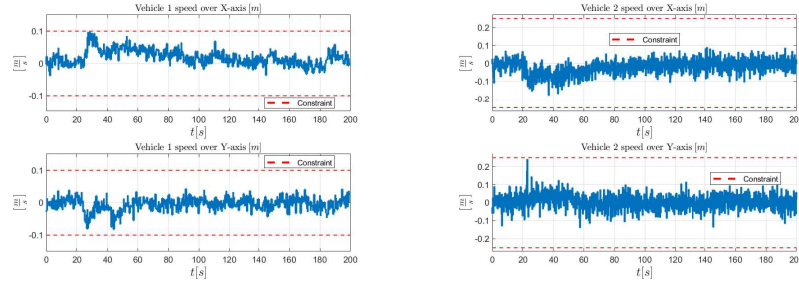 Vehicle 1 speed over X-axis [m]
0.1
0
-0.1
[m/s]
Constraint
0 20 40 60 80 100 120 140 160 180 200
t[s]
Vehicle 2 speed over X-axis [m]
0.2
0.1
0
-0.1
-0.2
[m/s]
Constraint
0 20 40 60 80 100 120 140 160 180 200
t[s]
Vehicle 1 speed over Y-axis [m]
0.1
0
-0.1
[m/s]
Constraint
0 20 40 60 80 100 120 140 160 180 200
t[s]
Vehicle 2 speed over Y-axis [m]
0.2
0.1
0
-0.1
-0.2
[m/s]
Constraint
0 20 40 60 80 100 120 140 160 180 200
t[s]